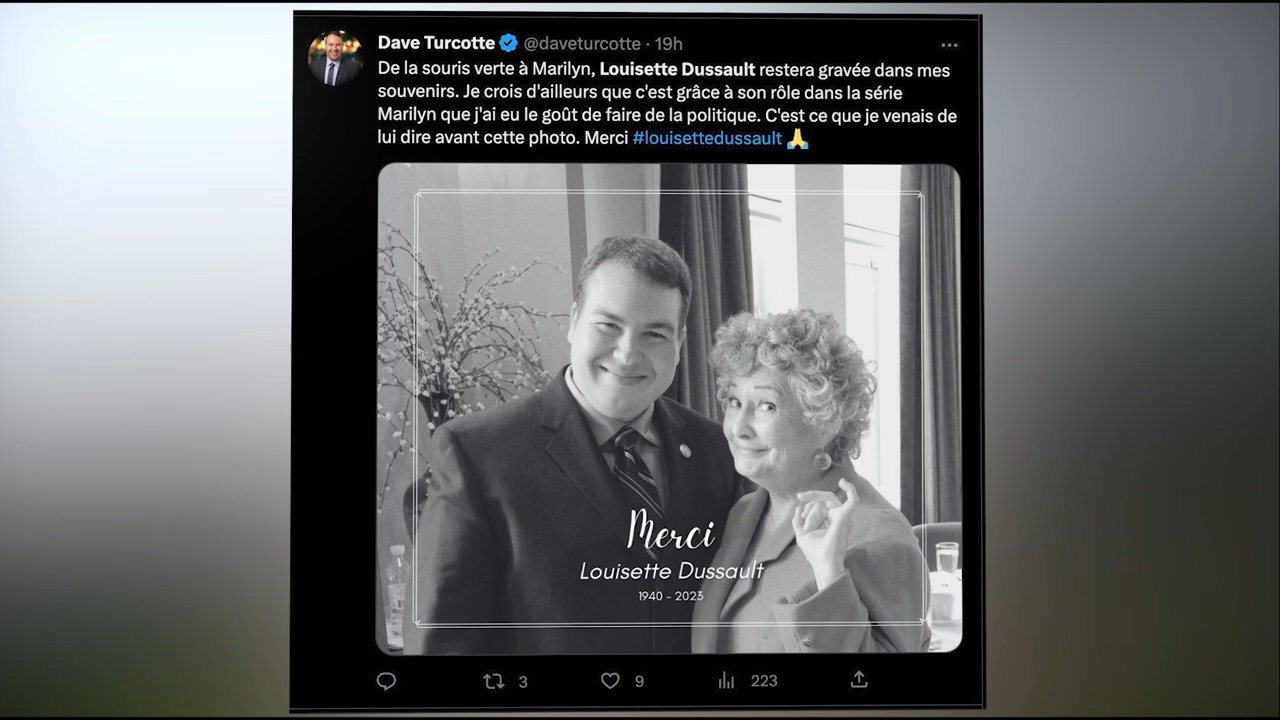 Dave Turcotte @daveturcotte · 19h
De la souris verte à Marilyn, Louisette Dussault restera gravée dans mes
souvenirs. Je crois d'ailleurs que c'est grâce à son rôle dans la série
Marilyn que j'ai eu le goût de faire de la politique. C'est ce que je venais de
lui dire avant cette photo. Merci #louisettedussault 🙏
Merci
Louisette Dussault
1940 - 2023
3 9 223